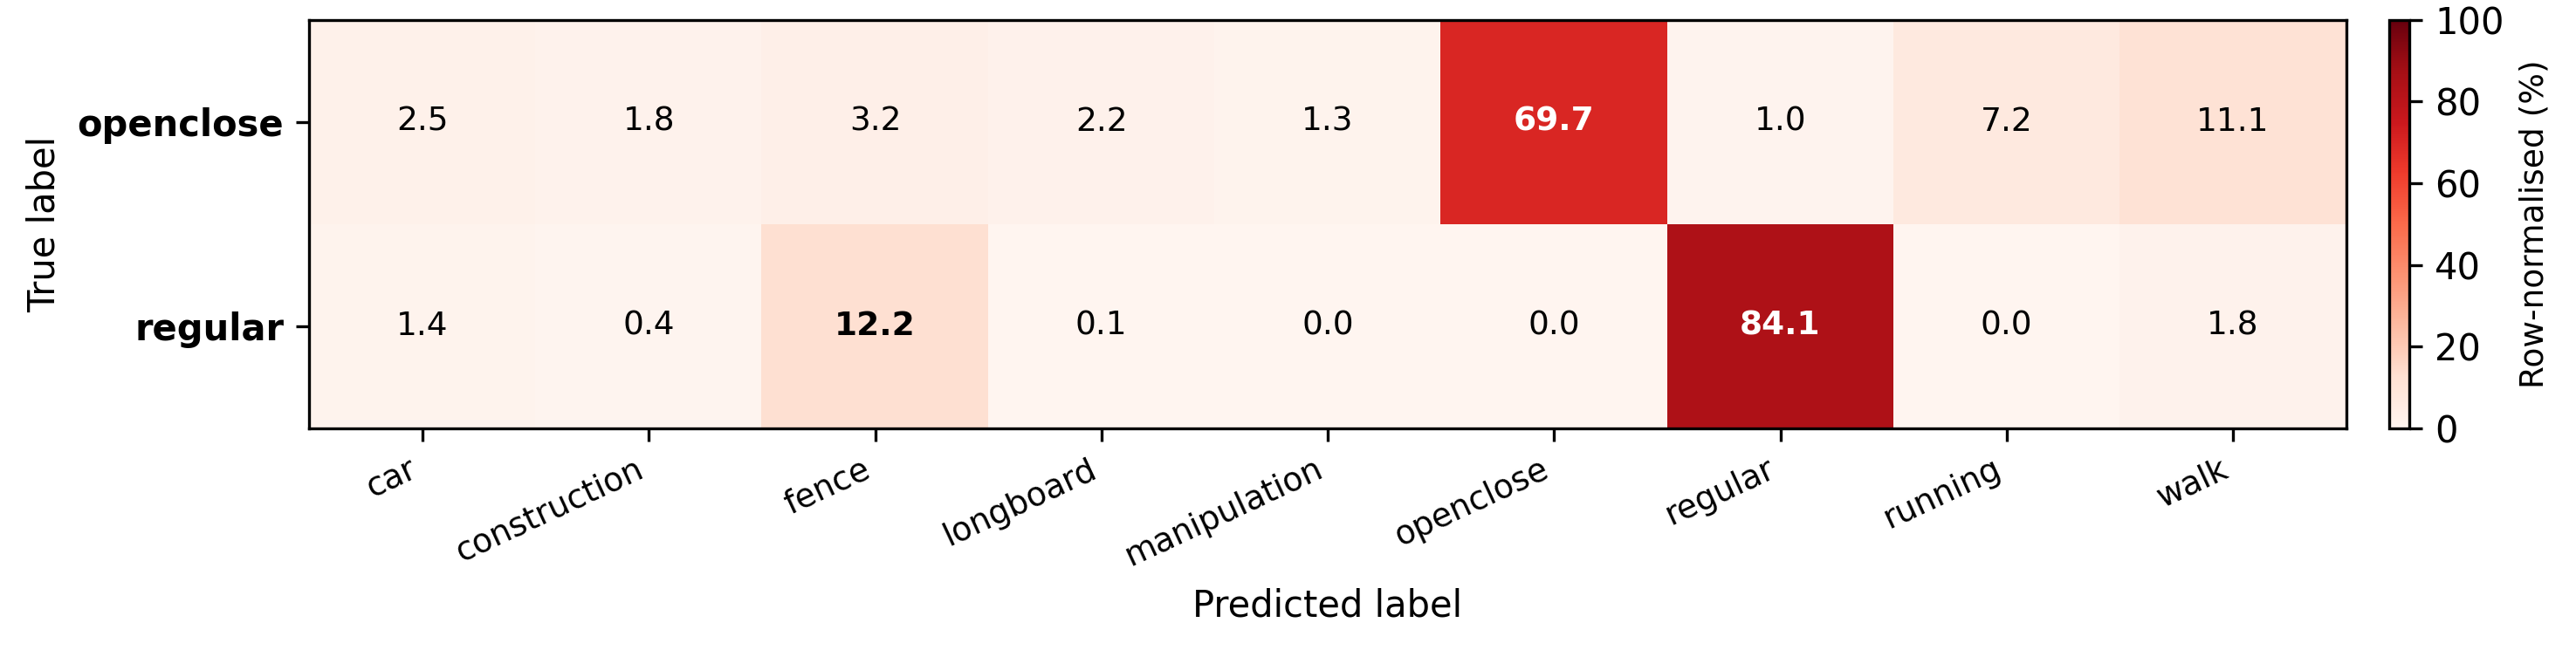 True label
openclose 2.5 1.8 3.2 2.2 1.3 69.7 1.0 7.2 11.1
regular 1.4 0.4 12.2 0.1 0.0 0.0 84.1 0.0 1.8
car construction fence longboard manipulation openclose regular running walk
Predicted label
100
80
60
40
20
0
Row-normalised (%)